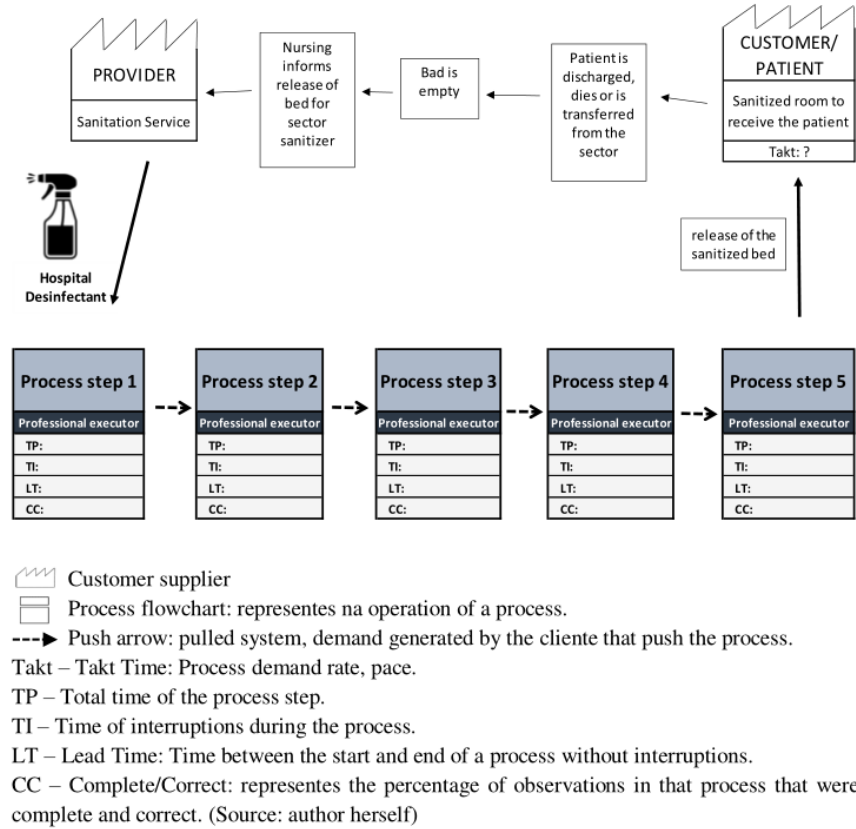 PROVIDER
Sanitation Service
Nursing
informs
release of
bed for
sector
sanitizer
Bad is
empty
Patient is
discharged,
dies or is
transferred
from the
sector
CUSTOMER/
PATIENT
Sanitized room to
receive the patient
Takt: ?
release of the
sanitized bed
Hospital
Desinfectant
Process step 1
Professional executor
TP:
TI:
LT:
CC:
Process step 2
Professional executor
TP:
TI:
LT:
CC:
Process step 3
Professional executor
TP:
TI:
LT:
CC:
Process step 4
Professional executor
TP:
TI:
LT:
CC:
Process step 5
Professional executor
TP:
TI:
LT:
CC:
Customer supplier
Process flowchart: representes na operation of a process.
Push arrow: pulled system, demand generated by the cliente that push the process.
Takt – Takt Time: Process demand rate, pace.
TP – Total time of the process step.
TI – Time of interruptions during the process.
LT – Lead Time: Time between the start and end of a process without interruptions.
CC – Complete/Correct: representes the percentage of observations in that process that were
complete and correct. (Source: author herself)